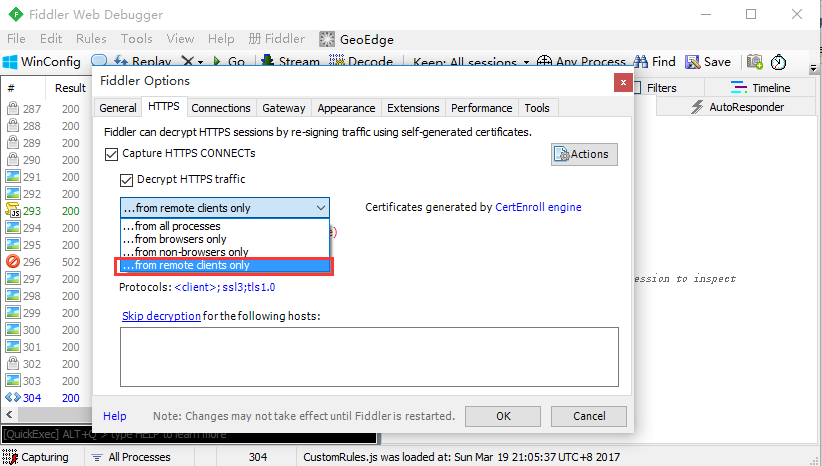 Fiddler Web Debugger
File Edit Rules Tools View Help 册 Fiddler GeoEdge
WinConfig Replay Go Stream Decode Keep: All sessions Any Process Find Save
# Result
Fiddler Options
x
Filters Timeline
AutoResponder
General HTTPS Connections Gateway Appearance Extensions Performance Tools
Fiddler can decrypt HTTPS sessions by re-signing traffic using self-generated certificates.
Capture HTTPS CONNECTs
Actions
Decrypt HTTPS traffic
...from remote clients only
Certificates generated by CertEnroll engine
...from all processes
...from browsers only
...from non-browsers only
...from remote clients only
Protocols: <client>;ssl3;tls1.0
Skip decryption for the following hosts:
Help Note: Changes may not take effect until Fiddler is restarted. OK Cancel
287 200
288 200
289 200
290 200
291 200
292 200
JS 293 200
294 200
295 200
296 502
297 200
298 200
299 200
300 200
301 200
302 200
303 200
304 200
ession to inspect
[QuickExec] ALT+Q > type HELP to learn more
Capturing All Processes 304 CustomRules.js was loaded at: Sun Mar 19 21:05:37 UTC+8 2017